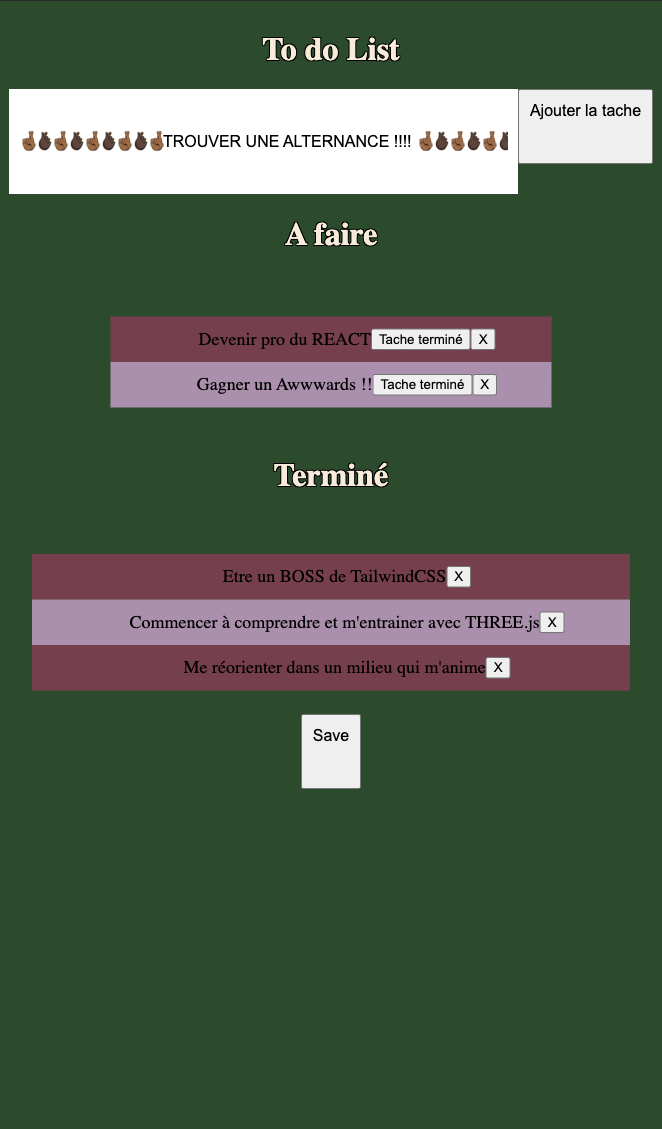 To do List
🤞🏾🫰🏿🤞🏾🫰🏿🤞🏾🫰🏿🤞🏾🫰🏿🤞🏾TROUVER UNE ALTERNANCE !!!! 🤞🏾🫰🏿🤞🏾🫰🏿🤞🏾🫰🏿 Ajouter la tache
A faire
Devenir pro du REACT Tache terminé X
Gagner un Awwwards !! Tache terminé X
Terminé
Etre un BOSS de TailwindCSS X
Commencer à comprendre et m'entrainer avec THREE.js X
Me réorienter dans un milieu qui m'anime X
Save